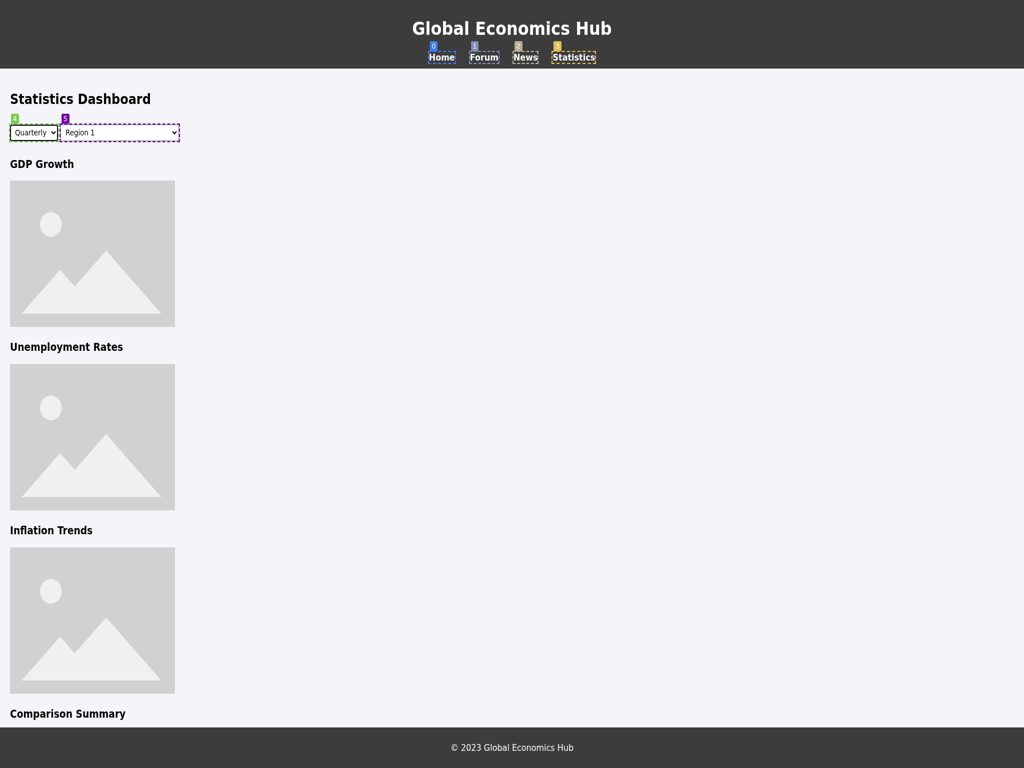 Global Economics Hub
0 1 2 3
Home Forum News Statistics
Statistics Dashboard
4 5
Quarterly Region 1
GDP Growth
Unemployment Rates
Inflation Trends
Comparison Summary
© 2023 Global Economics Hub